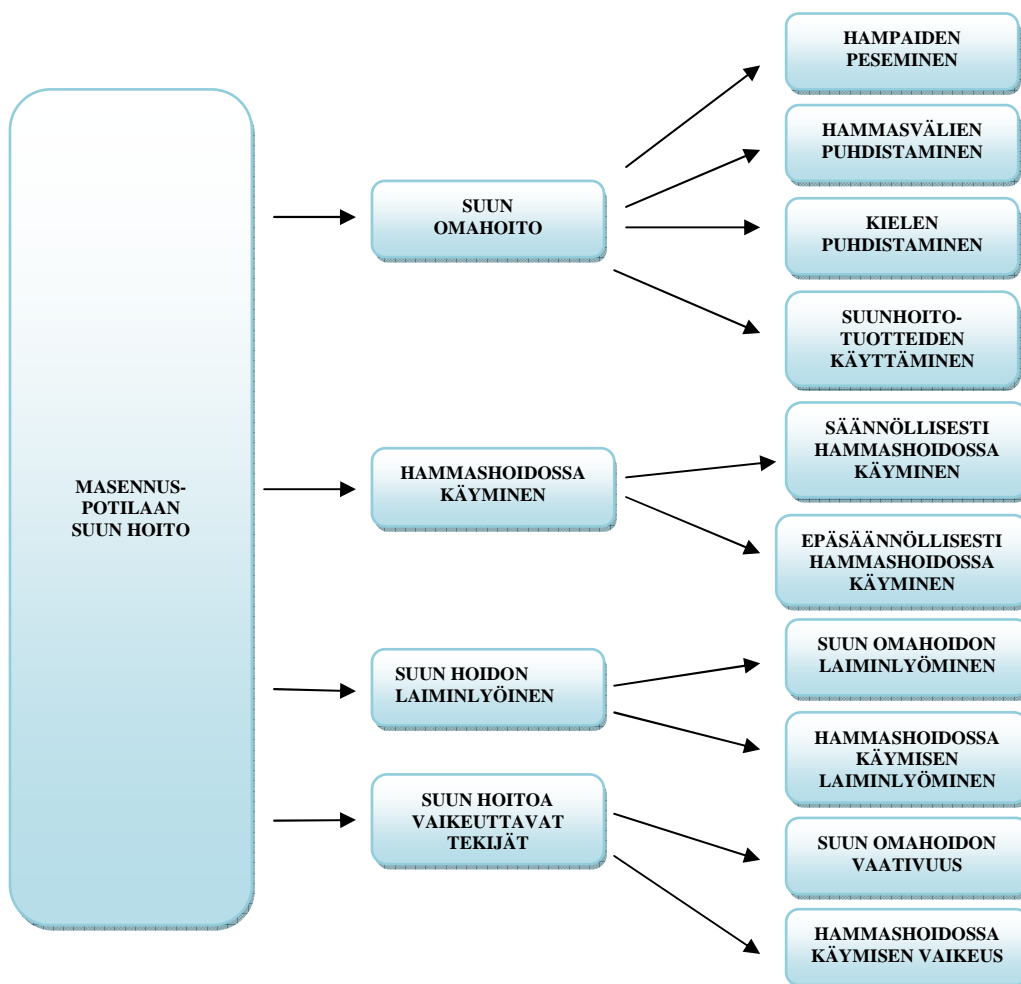 MASENNUS-
POTILAAN
SUUN HOITO
SUUN
OMAHOITO
HAMPAIDEN
PESEMINEN
HAMMASVÄLIEN
PUHDISTAMINEN
KIELEN
PUHDISTAMINEN
SUUNHOITO-
TUOTTEIDEN
KÄYTTÄMINEN
HAMMASHOIDOSSA
KÄYMINEN
SÄÄNNÖLLISESTI
HAMMASHOIDOSSA
KÄYMINEN
EPÄSÄÄNNÖLLISESTI
HAMMASHOIDOSSA
KÄYMINEN
SUUN HOIDON
LAIMINLYÖINEN
SUUN OMAHOIDON
LAIMINLYÖMINEN
HAMMASHOIDOSSA
KÄYMISEN
LAIMINLYÖMINEN
SUUN HOITOA
VAIKEUTTAVAT
TEKIJÄT
SUUN OMAHOIDON
VAATIVUUS
HAMMASHOIDOSSA
KÄYMISEN VAIKEUS